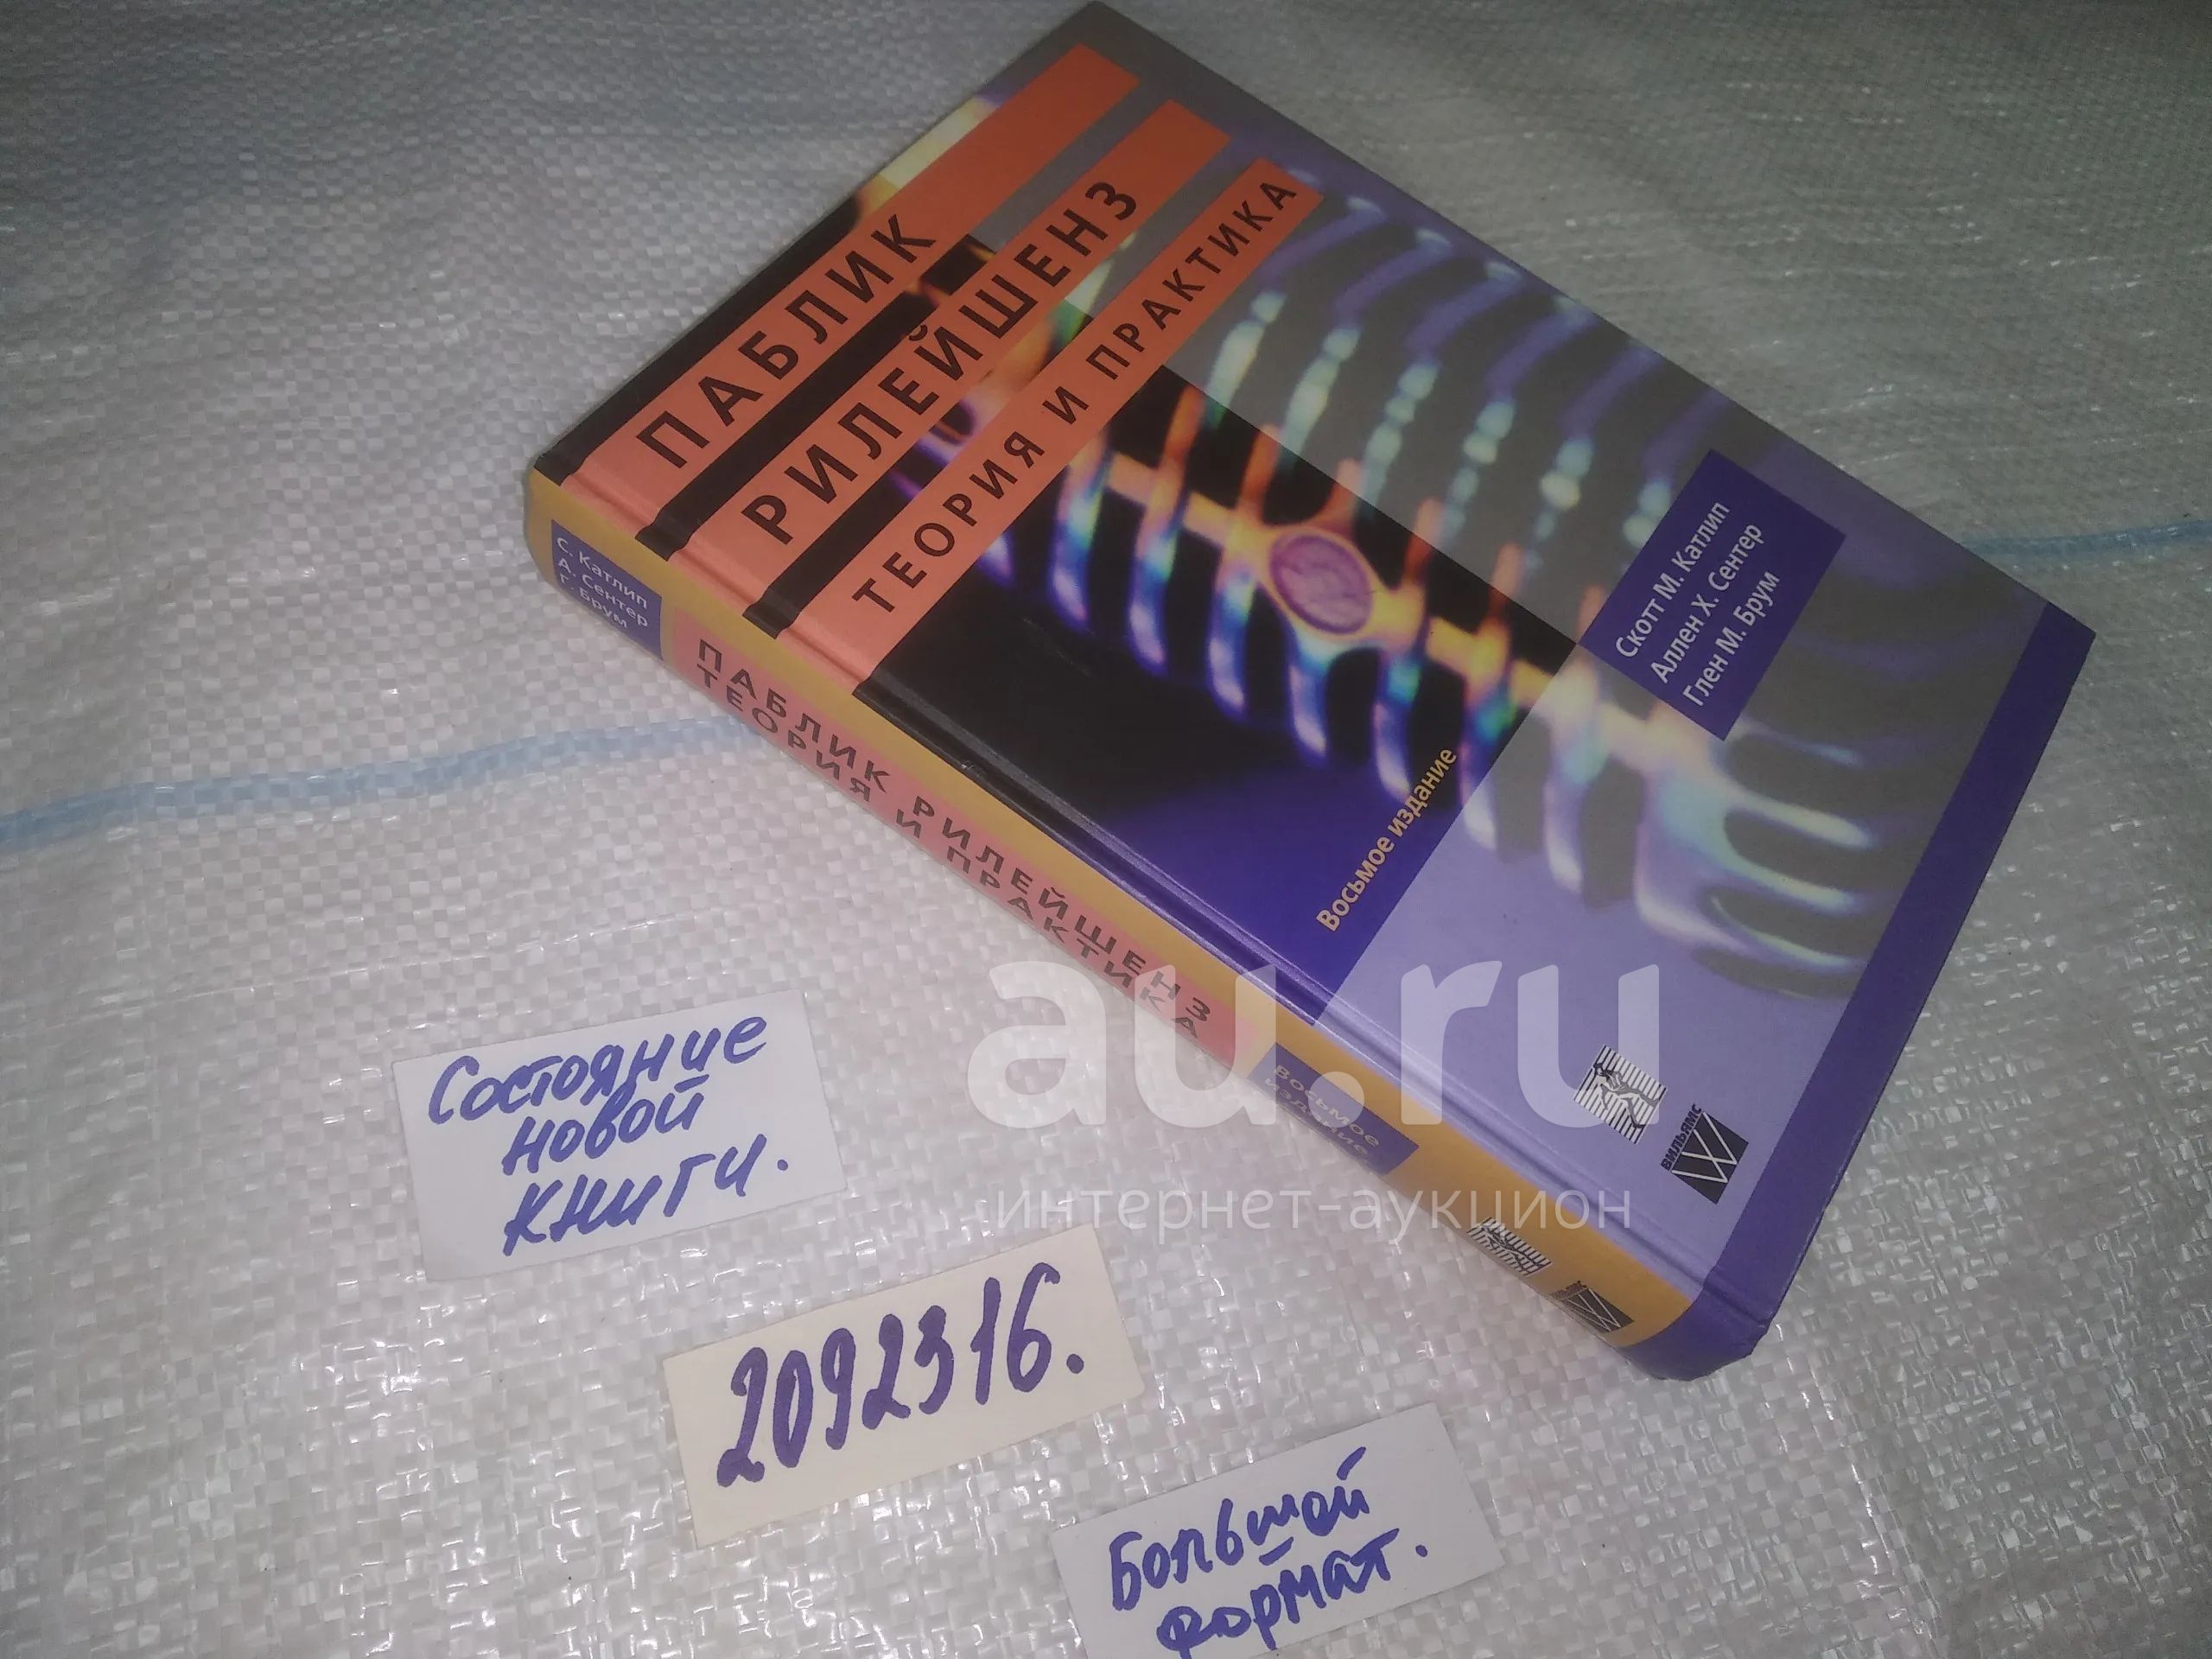 ПАБЛИК
РИЛЕЙШЕНЗ
ТЕОРИЯ И ПРАКТИКА
Скотт М. Катлип
Аллен Х. Сентер
Глен М. Брум
Восьмое издание
ВИЛЬЯМС
С. Катлип
А. Сентер
Г. Брум
ПАБЛИК РИЛЕЙШЕНЗ
ТЕОРИЯ И ПРАКТИКА
Восьмое
издание
ВИЛЬЯМС
au.ru
интернет-аукцион
Состояние
новой
книги.
2092316.
Большой
формат.